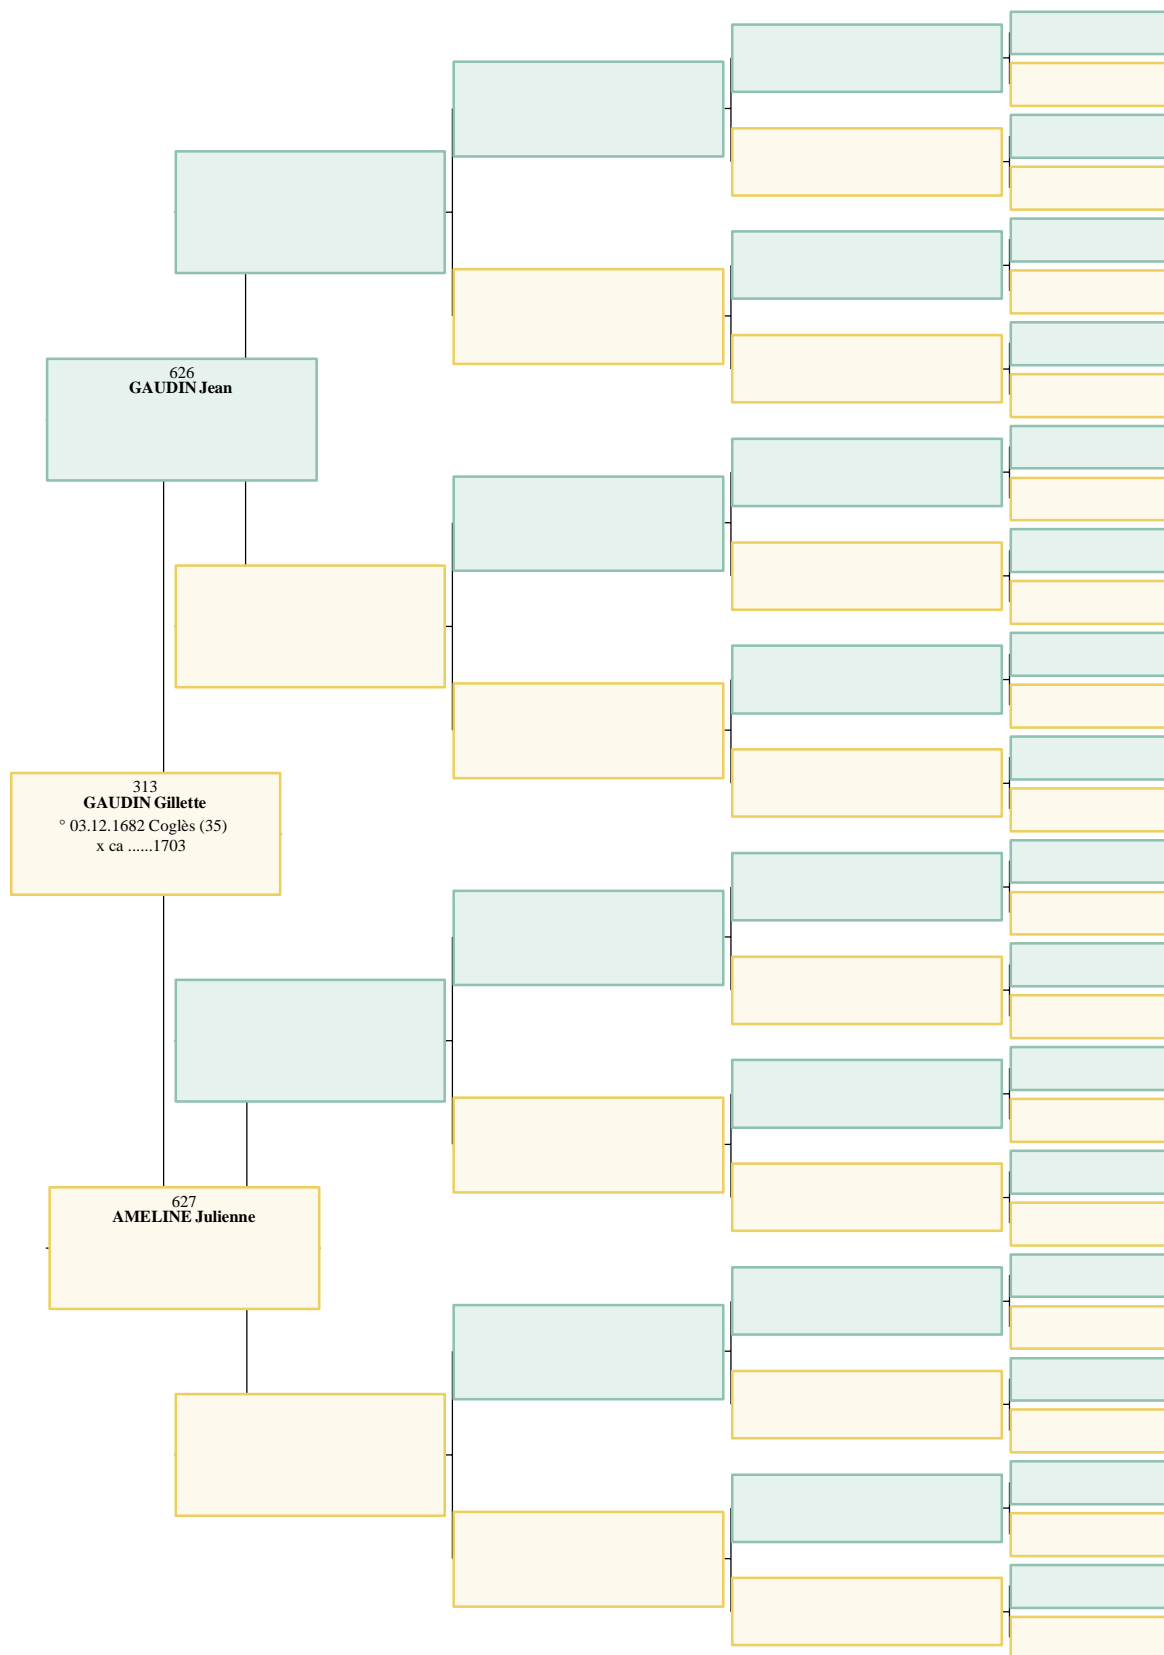 626
GAUDIN Jean
313
GAUDIN Gillette
° 03.12.1682 Coglès (35)
x ca ......1703
627
AMELINE Julienne